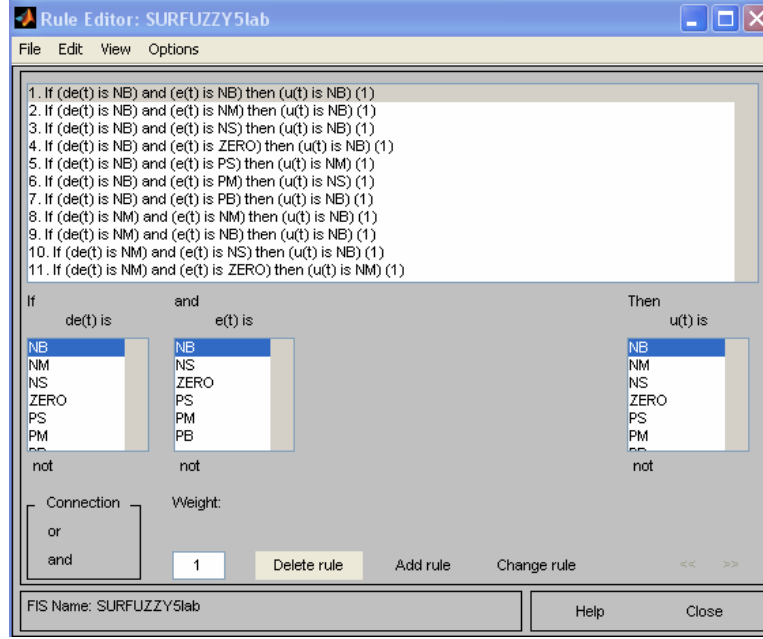 Rule Editor: SURFUZZY5lab
File Edit View Options
1. If (de(t) is NB) and (e(t) is NB) then (u(t) is NB) (1)
2. If (de(t) is NB) and (e(t) is NM) then (u(t) is NB) (1)
3. If (de(t) is NB) and (e(t) is NS) then (u(t) is NB) (1)
4. If (de(t) is NB) and (e(t) is ZERO) then (u(t) is NB) (1)
5. If (de(t) is NB) and (e(t) is PS) then (u(t) is NM) (1)
6. If (de(t) is NB) and (e(t) is PM) then (u(t) is NS) (1)
7. If (de(t) is NB) and (e(t) is PB) then (u(t) is NB) (1)
8. If (de(t) is NM) and (e(t) is NM) then (u(t) is NB) (1)
9. If (de(t) is NM) and (e(t) is NB) then (u(t) is NB) (1)
10. If (de(t) is NM) and (e(t) is NS) then (u(t) is NB) (1)
11. If (de(t) is NM) and (e(t) is ZERO) then (u(t) is NM) (1)
If and Then
de(t) is e(t) is u(t) is
NB NB NB
NM NS NM
NS ZERO NS
ZERO PS ZERO
PS PM PS
PM PB PM
not not not
Connection Weight:
or
and 1 Delete rule Add rule Change rule << >>
FIS Name: SURFUZZY5lab Help Close